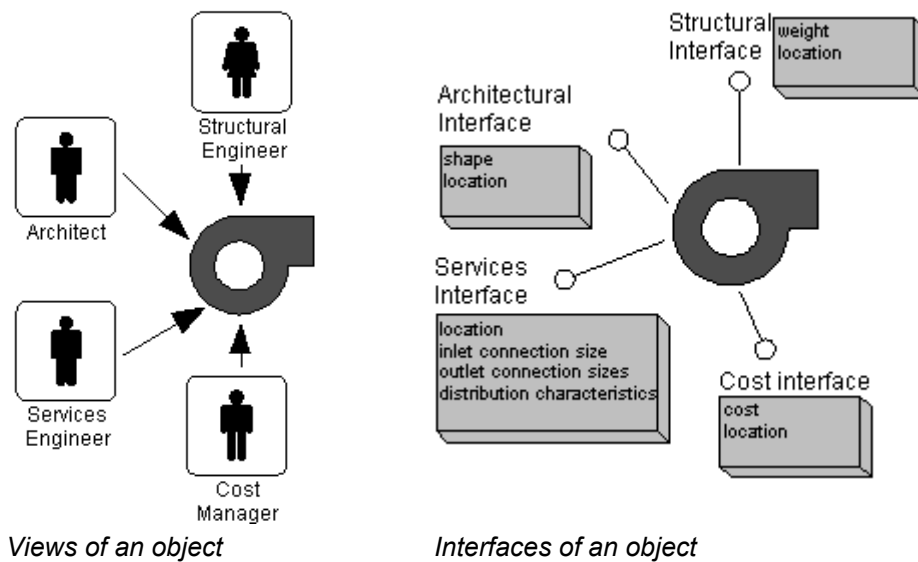 Structural
Engineer
Architect
Services
Engineer
Cost
Manager
Views of an object
Structural
Interface
weight
location
Architectural
Interface
shape
location
Services
Interface
location
inlet connection size
outlet connection sizes
distribution characteristics
Cost interface
cost
location
Interfaces of an object